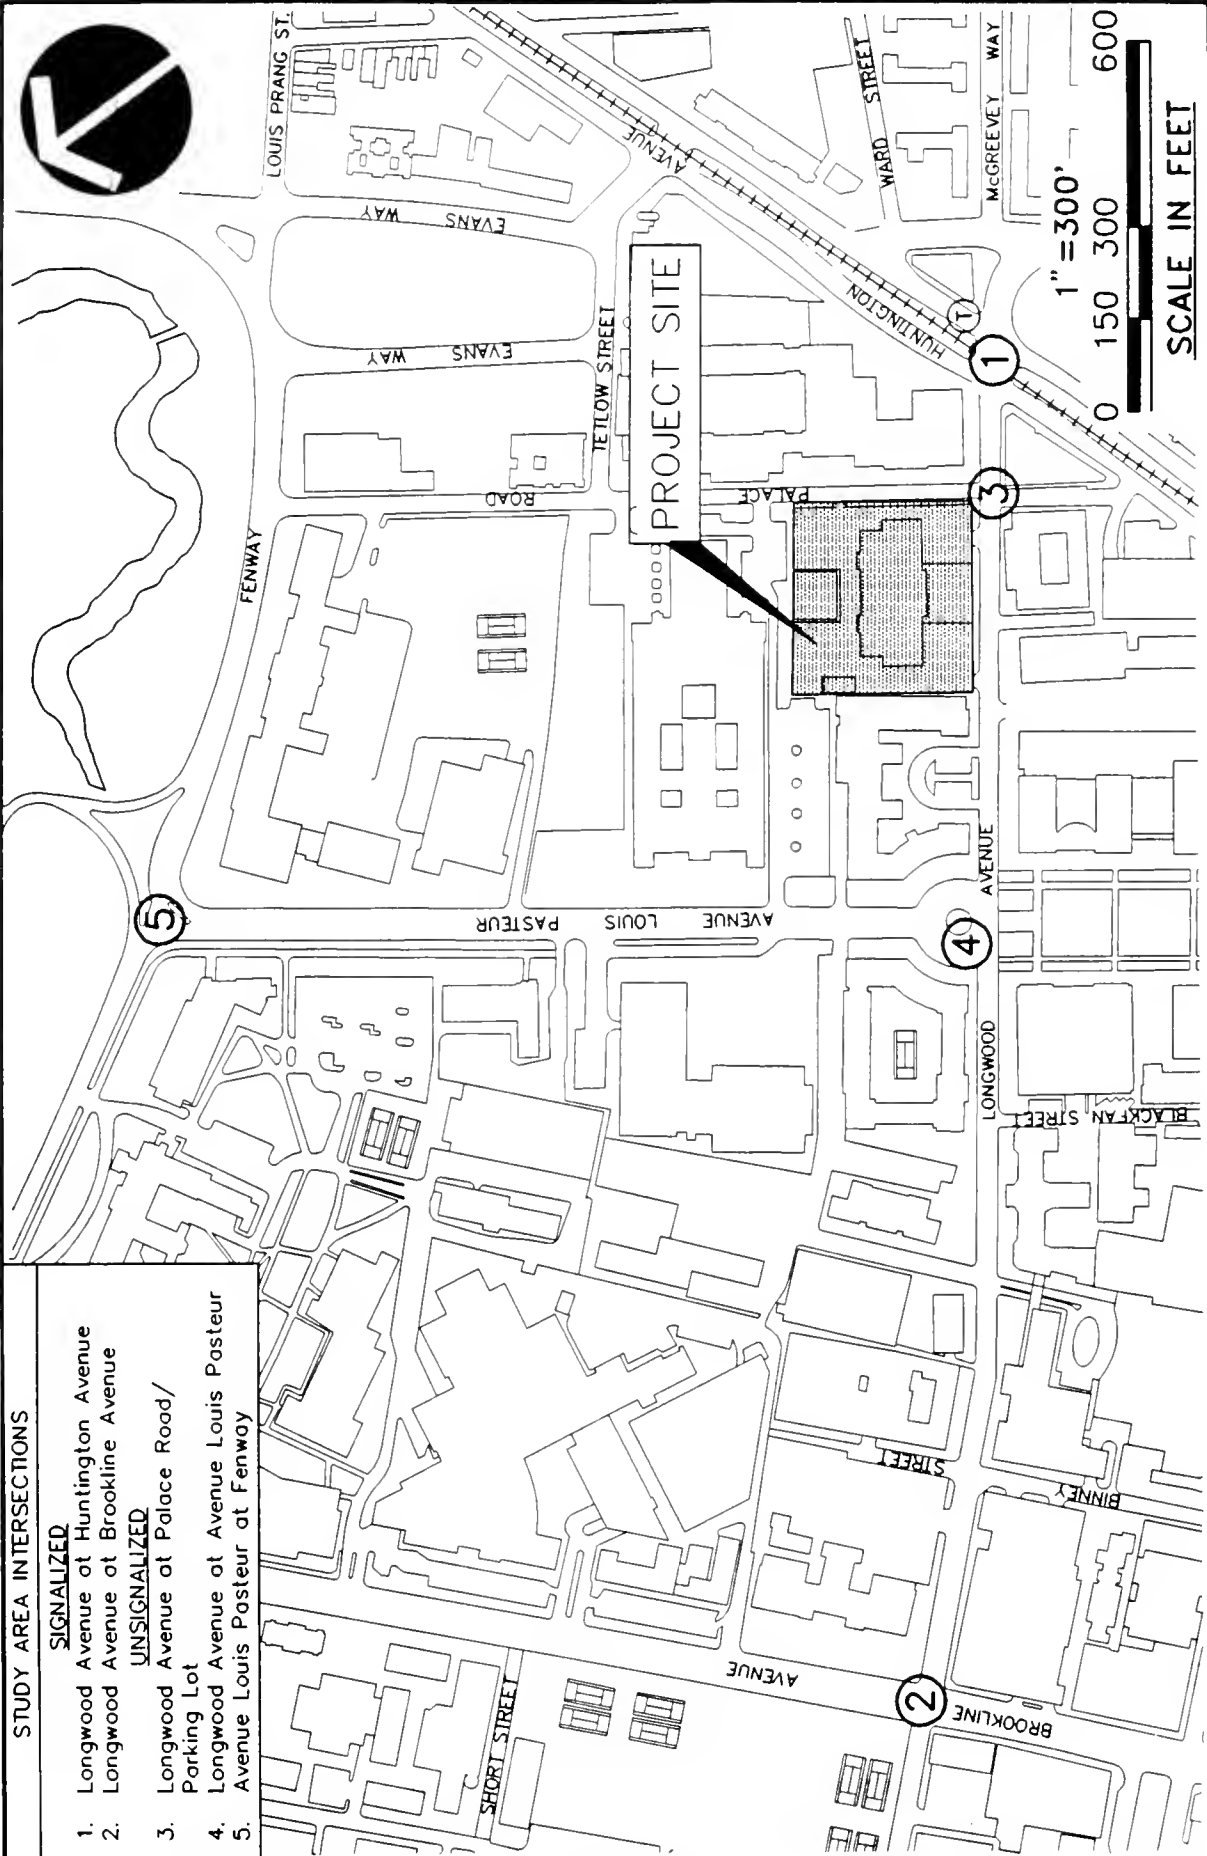 STUDY AREA INTERSECTIONS
SIGNALIZED
1. Longwood Avenue at Huntington Avenue
2. Longwood Avenue at Brookline Avenue
UNSIGNALIZED
3. Longwood Avenue at Palace Road/
Parking Lot
4. Longwood Avenue at Avenue Louis Pasteur
5. Avenue Louis Pasteur at Fenway
FENWAY
LOUIS PRANG ST.
EVANS WAY
EVANS WAY
TETLOW STREET
ROAD
PALACE
PROJECT SITE
AVENUE
HUNTINGTON
WARD STREET
McGREEVEY WAY
T
1
3
5
AVENUE LOUIS PASTEUR
4
AVENUE
LONGWOOD
BLACKFAN STREET
STREET
BINNEY
SHORT STREET
AVENUE
2
BROOKLINE
1"=300'
0 150 300 600
SCALE IN FEET